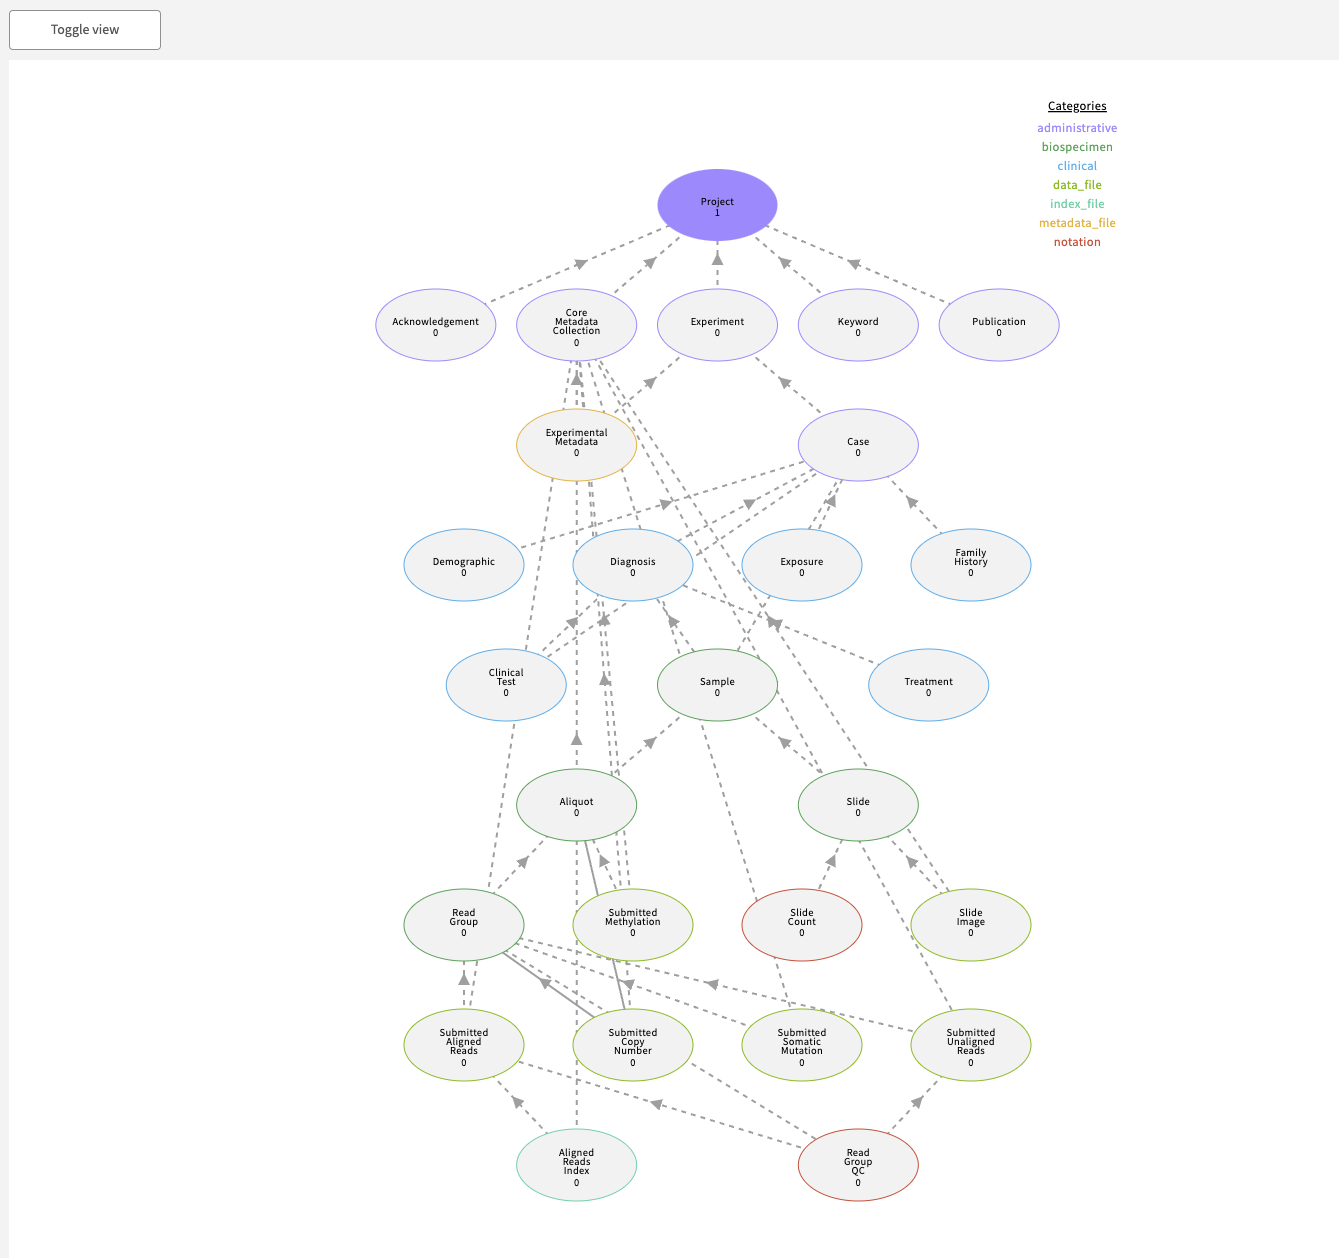 Toggle view
Categories
administrative
biospecimen
clinical
data_file
index_file
metadata_file
notation
Project
1
Acknowledgement
0
Core
Metadata
Collection
0
Experiment
0
Keyword
0
Publication
0
Experimental
Metadata
0
Case
0
Demographic
0
Diagnosis
0
Exposure
0
Family
History
0
Clinical
Test
0
Sample
0
Treatment
0
Aliquot
0
Slide
0
Read
Group
0
Submitted
Methylation
0
Slide
Count
0
Slide
Image
0
Submitted
Aligned
Reads
0
Submitted
Copy
Number
0
Submitted
Somatic
Mutation
0
Submitted
Unaligned
Reads
0
Aligned
Reads
Index
0
Read
Group
QC
0